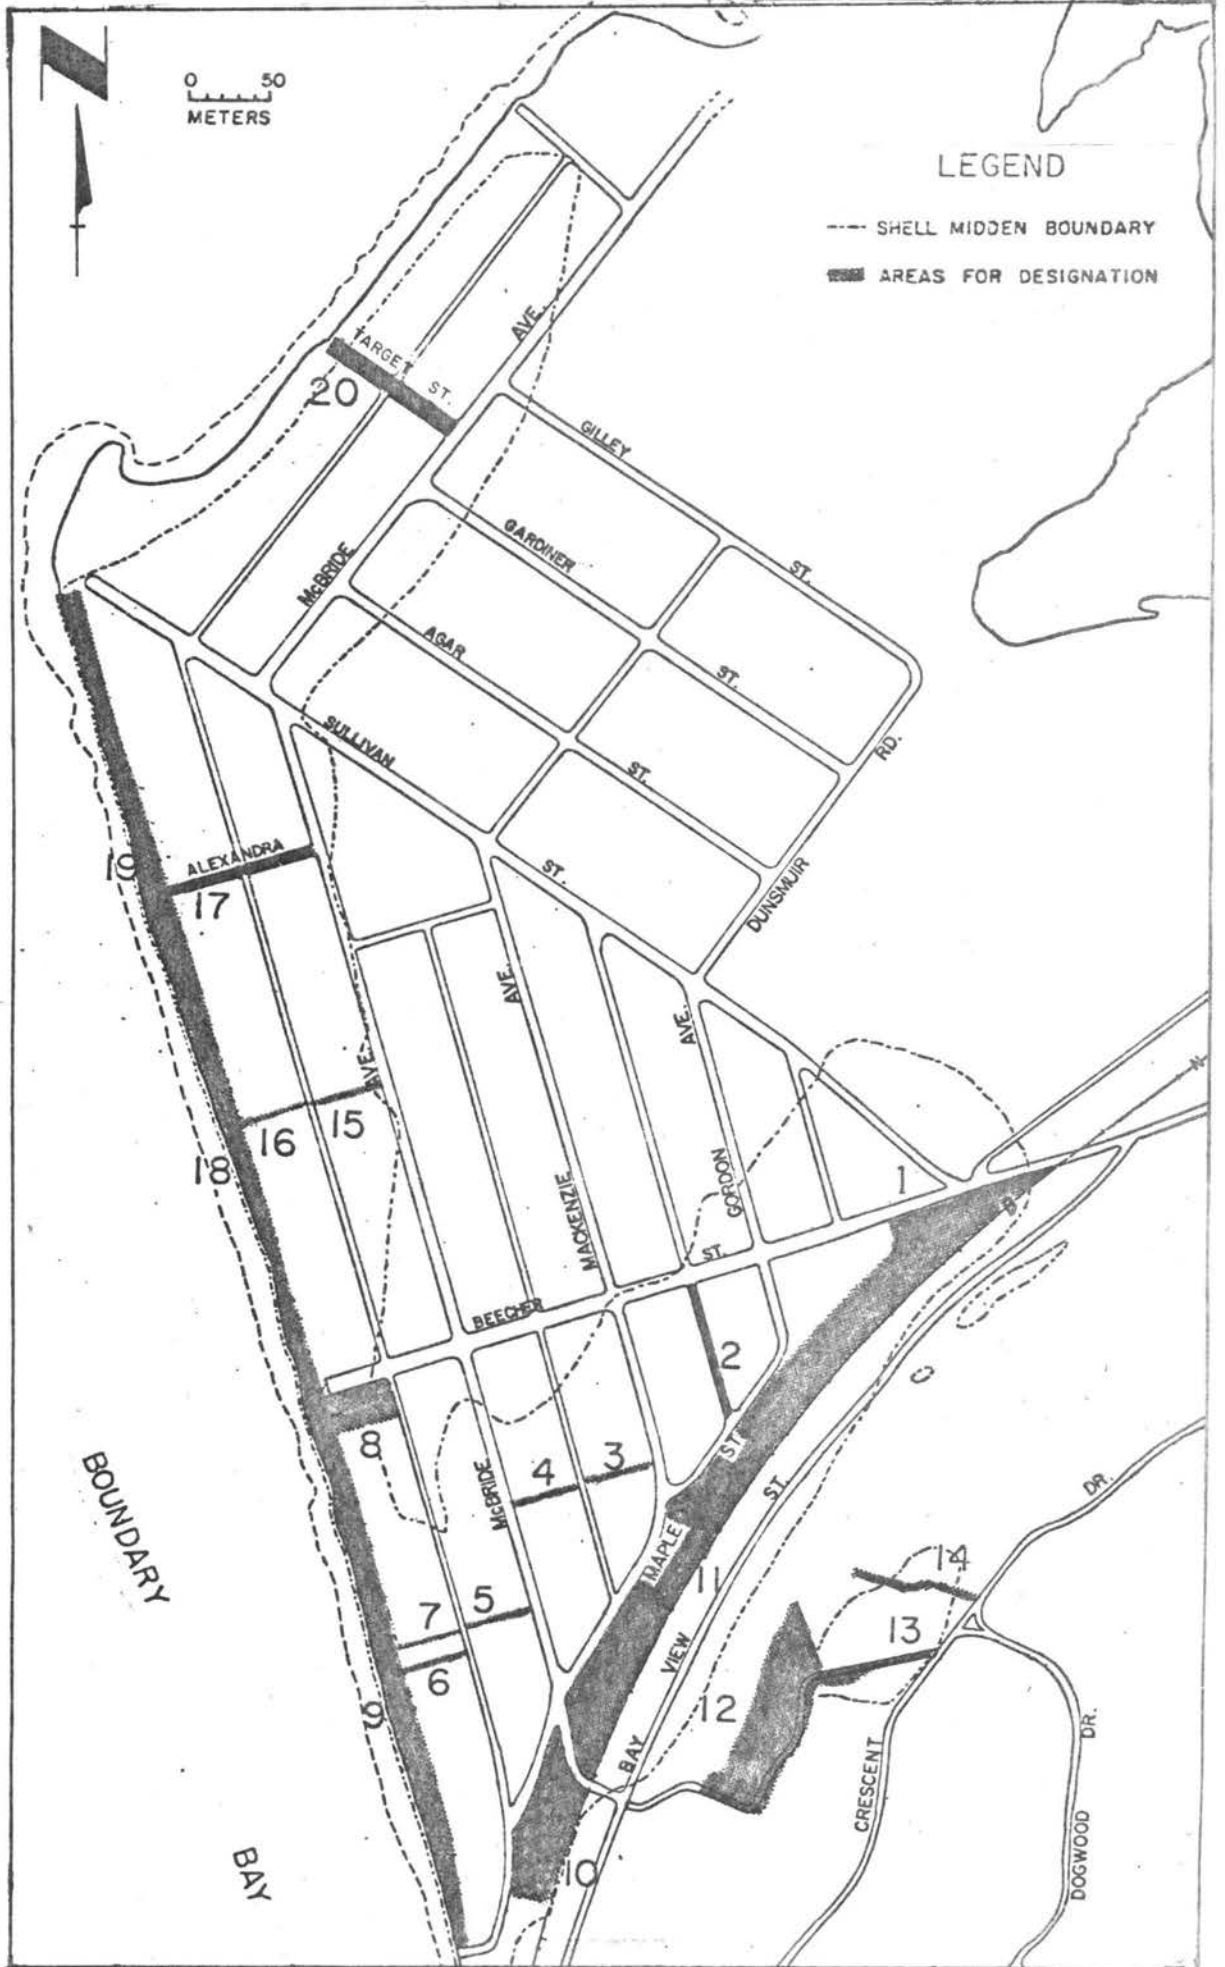 0 50
METERS
LEGEND
SHELL MIDDEN BOUNDARY
AREAS FOR DESIGNATION
AVE.
TARGET ST.
20
GILLEY ST.
GARDINER ST.
McBRIDE
AGAR ST.
SULLIVAN ST.
DUNSMUIR RD.
19
ALEXANDRA
17
AVE.
AVE.
AVE.
16
15
18
MACKENZIE
GORDON
1
N.
B.
ST.
BEECHER
2
8
McBRIDE
4
3
MAPLE ST.
11
BAY VIEW ST.
BOUNDARY
BAY
7
5
6
9
10
12
13
14
CRESCENT DR.
DOGWOOD DR.